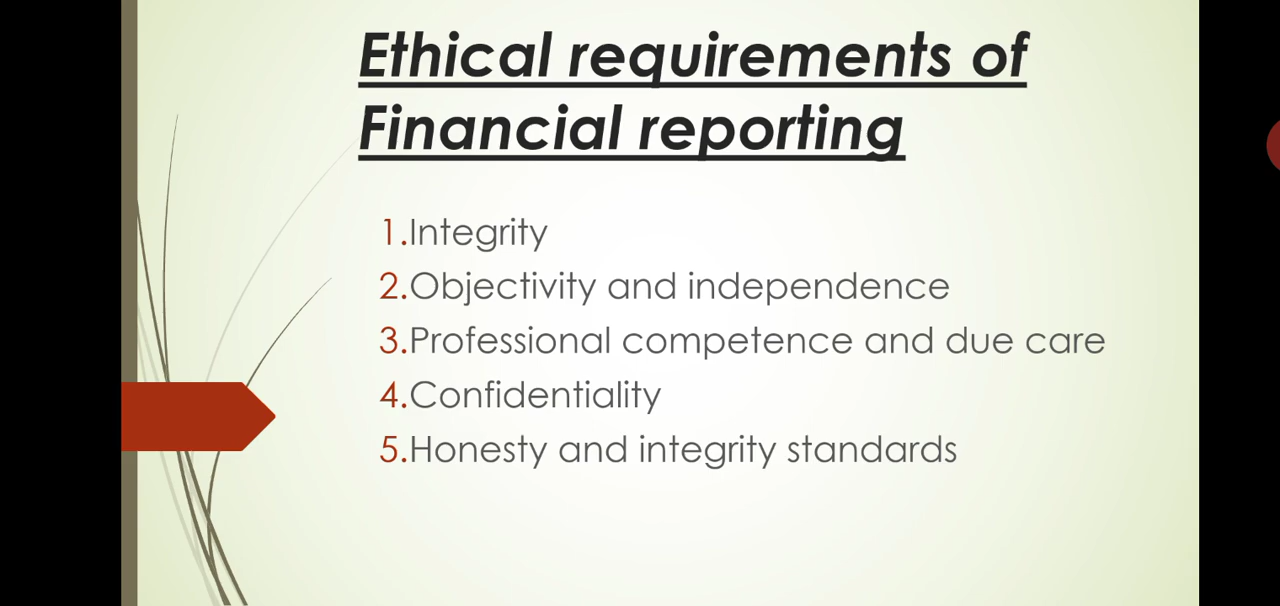 Ethical requirements of
Financial reporting
1.Integrity
2.Objectivity and independence
3.Professional competence and due care
4.Confidentiality
5.Honesty and integrity standards